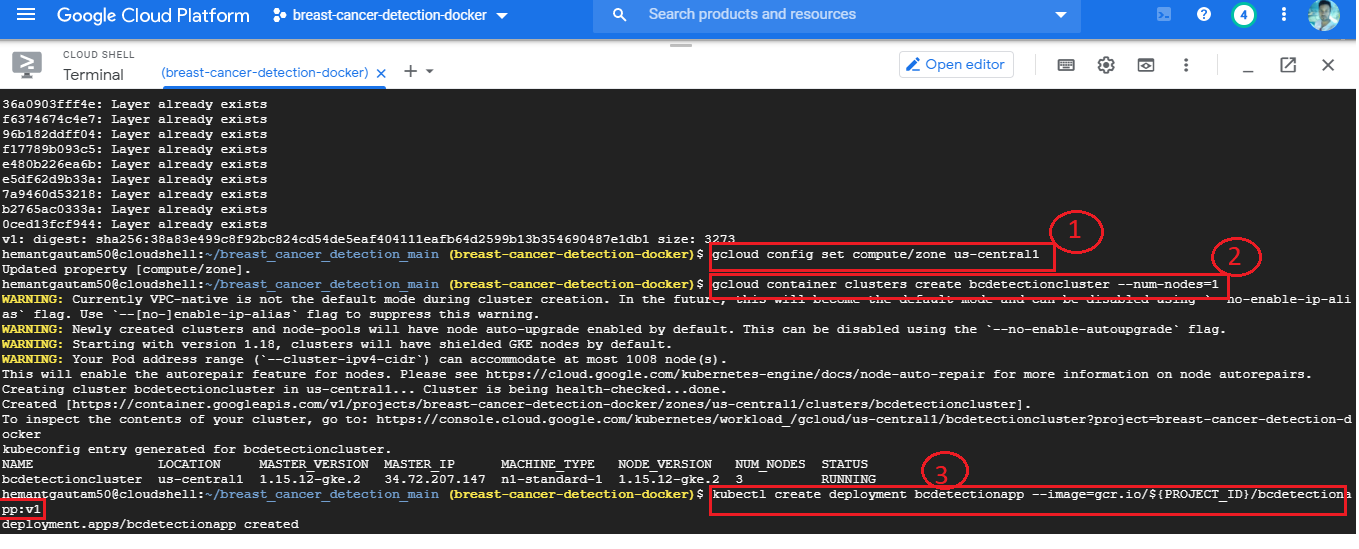 Google Cloud Platform
breast-cancer-detection-docker
Search products and resources
4
CLOUD SHELL
Terminal
(breast-cancer-detection-docker)
Open editor
36a0903fff4e: Layer already exists
f6374674c4e7: Layer already exists
96b182ddff04: Layer already exists
f17789b093c5: Layer already exists
e480b226ea6b: Layer already exists
e5df62d9b33a: Layer already exists
7a9460d53218: Layer already exists
b2765ac0333a: Layer already exists
0ced13fcf944: Layer already exists
v1: digest: sha256:38a83e499c8f92bc824cd54de5eaf404111eafb64d2599b13b354690487e1db1 size: 3273
1
hemantgautam50@cloudshell:~/breast_cancer_detection_main (breast-cancer-detection-docker)$ gcloud config set compute/zone us-central1
Updated property [compute/zone].
2
hemantgautam50@cloudshell:~/breast_cancer_detection_main (breast-cancer-detection-docker)$ gcloud container clusters create bcdetectioncluster --num-nodes=1
WARNING: Currently VPC-native is not the default mode during cluster creation. In the future, this will become the default mode and can be disabled using `--no-enable-ip-ali
as` flag. Use `--[no-]enable-ip-alias` flag to suppress this warning.
WARNING: Newly created clusters and node-pools will have node auto-upgrade enabled by default. This can be disabled using the `--no-enable-autoupgrade` flag.
WARNING: Starting with version 1.18, clusters will have shielded GKE nodes by default.
WARNING: Your Pod address range (`--cluster-ipv4-cidr`) can accommodate at most 1008 node(s).
This will enable the autorepair feature for nodes. Please see https://cloud.google.com/kubernetes-engine/docs/node-auto-repair for more information on node autorepairs.
Creating cluster bcdetectioncluster in us-central1... Cluster is being health-checked...done.
Created [https://container.googleapis.com/v1/projects/breast-cancer-detection-docker/zones/us-central1/clusters/bcdetectioncluster].
To inspect the contents of your cluster, go to: https://console.cloud.google.com/kubernetes/workload_/gcloud/us-central1/bcdetectioncluster?project=breast-cancer-detection-d
ocker
kubeconfig entry generated for bcdetectioncluster.
NAME LOCATION MASTER_VERSION MASTER_IP MACHINE_TYPE NODE_VERSION NUM_NODES STATUS
bcdetectioncluster us-central1 1.15.12-gke.2 34.72.207.147 n1-standard-1 1.15.12-gke.2 3 RUNNING
3
hemantgautam50@cloudshell:~/breast_cancer_detection_main (breast-cancer-detection-docker)$ kubectl create deployment bcdetectionapp --image=gcr.io/${PROJECT_ID}/bcdetectiona
pp:v1
deployment.apps/bcdetectionapp created